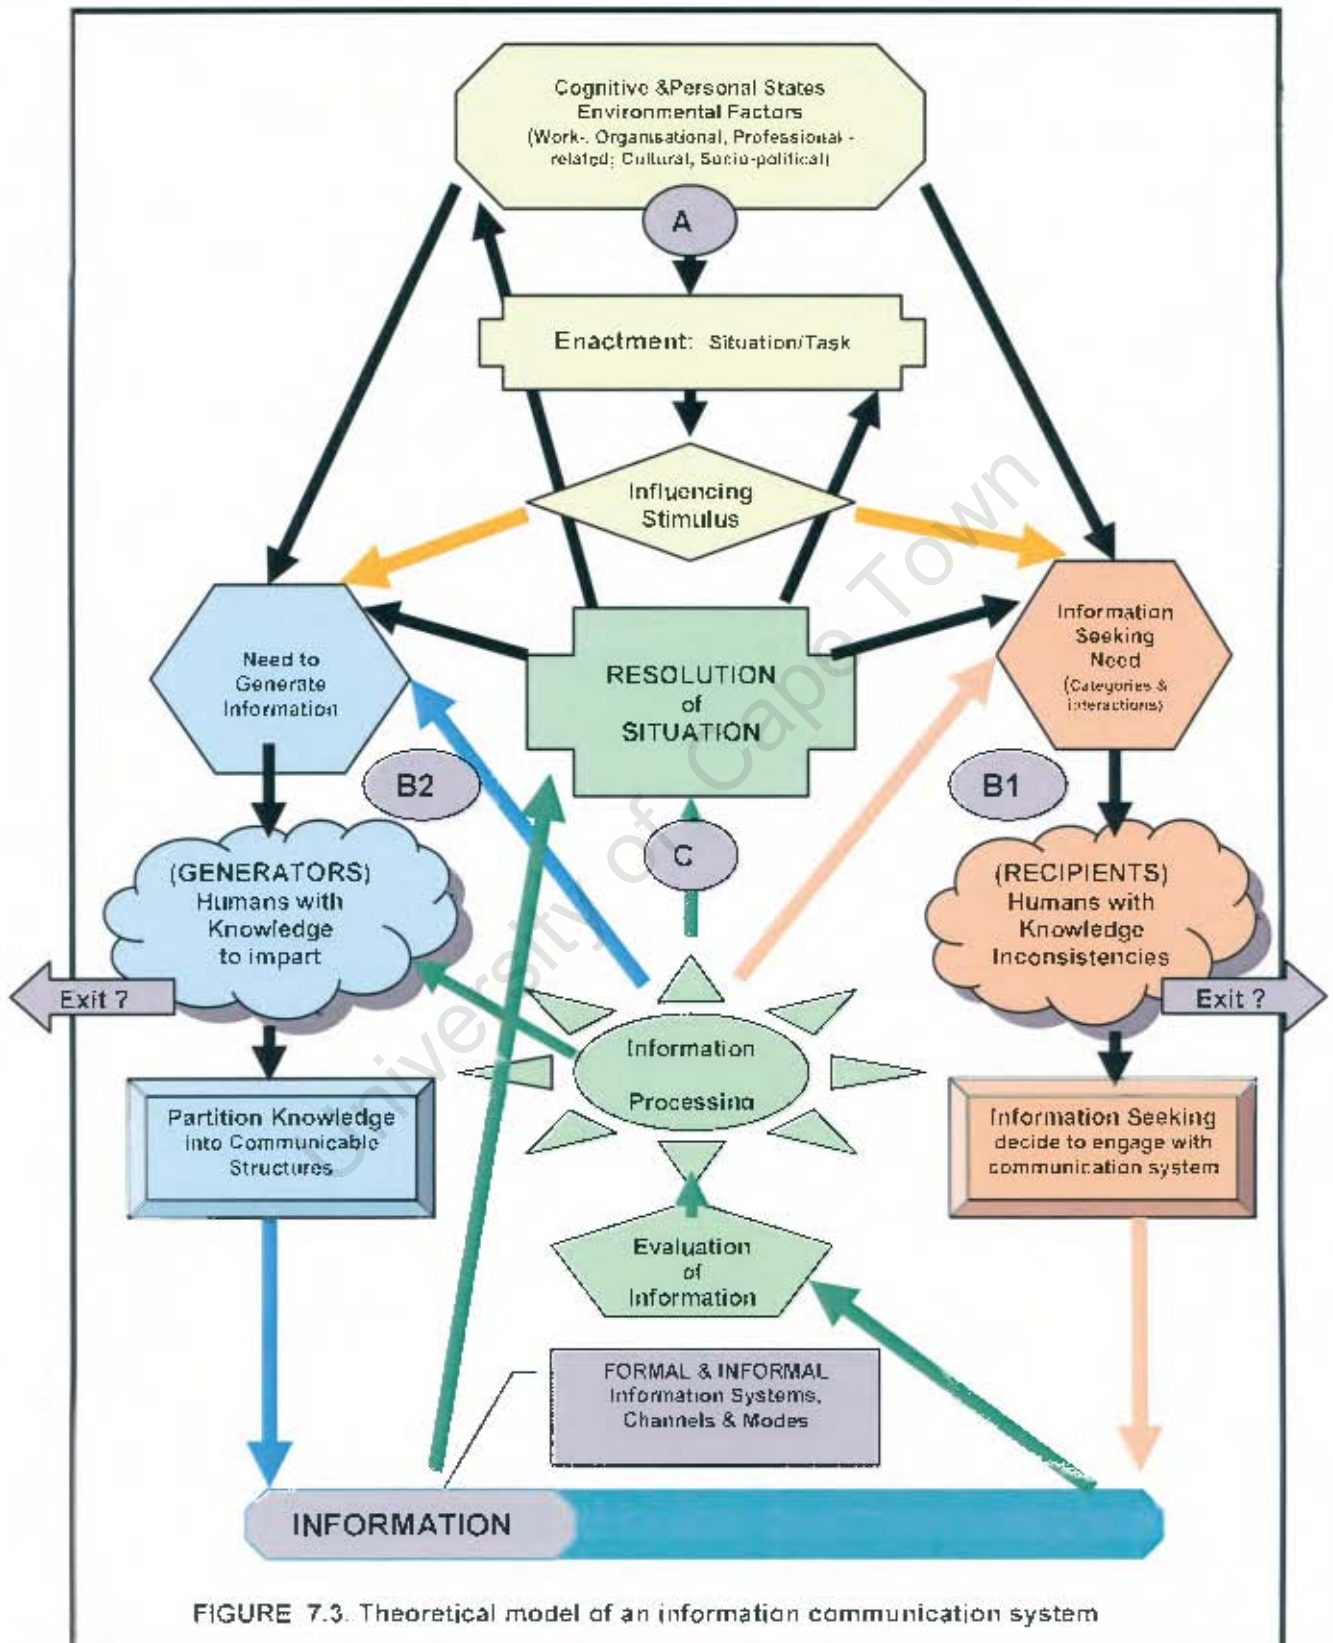 Cognitive &Personal States
Environmental Factors
(Work-, Organisational, Professional -
related; Cultural, Socio-political)
A
Enactment: Situation/Task
Influencing
Stimulus
Need to
Generate
Information
RESOLUTION
of
SITUATION
Information
Seeking
Need
(Categories &
interactions)
B2
C
B1
(GENERATORS)
Humans with
Knowledge
to impart
(RECIPIENTS)
Humans with
Knowledge
Inconsistencies
Exit ?
Exit ?
Information
Processing
Partition Knowledge
into Communicable
Structures
Information Seeking
decide to engage with
communication system
Evaluation
of
Information
FORMAL & INFORMAL
Information Systems,
Channels & Modes
INFORMATION
FIGURE 7.3. Theoretical model of an information communication system
University of Cape Town